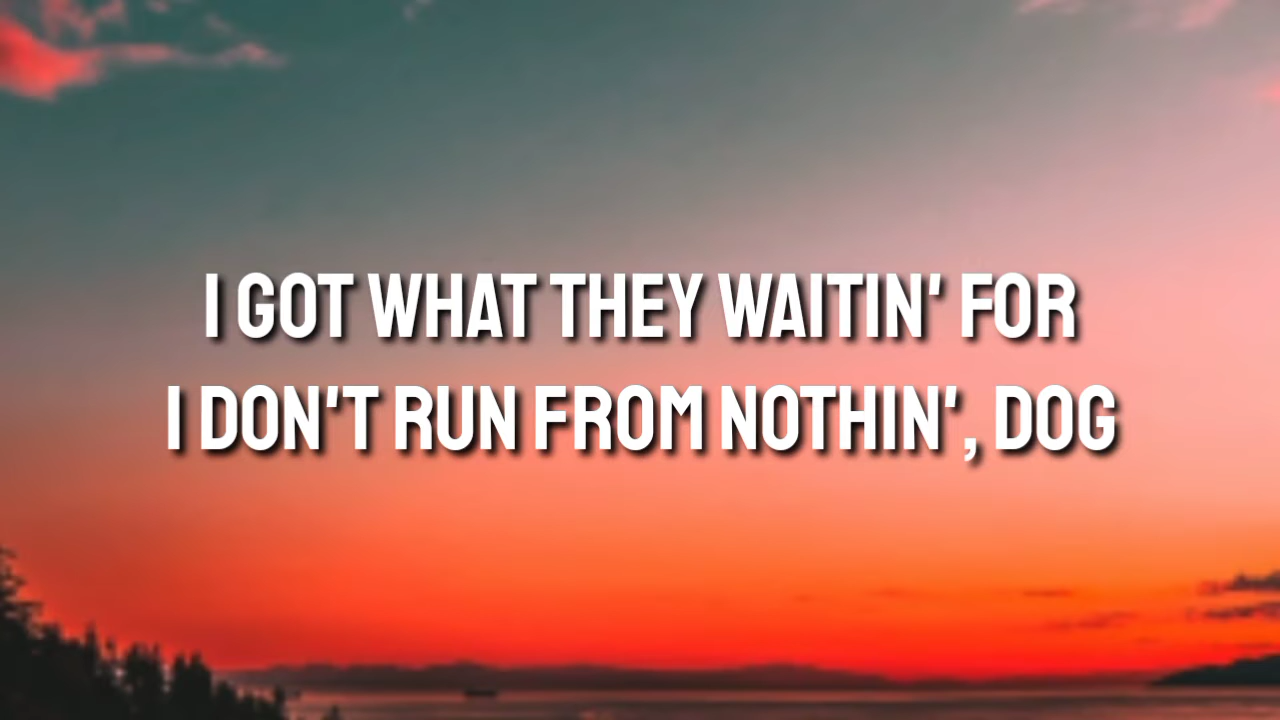 I GOT WHAT THEY WAITIN' FOR
I DON'T RUN FROM NOTHIN', DOG